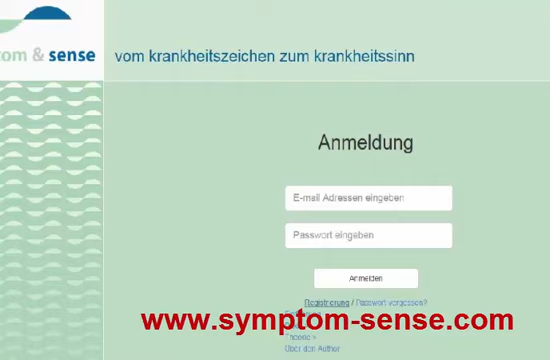 tom & sense
vom krankheitszeichen zum krankheitssinn
Anmeldung
E-mail Adressen eingeben
Passwort eingeben
Anmelden
Registrierung / Passwort vergessen?
www.symptom-sense.com
Theorie >
Über den Author